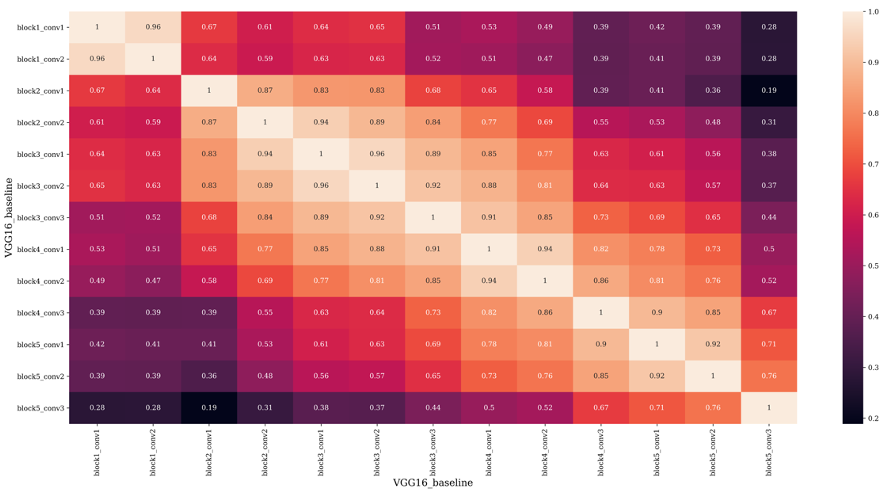 block1_conv1 1 0.96 0.67 0.61 0.64 0.63 0.51 0.53 0.49 0.39 0.42 0.39 0.28
block1_conv2 0.96 1 0.64 0.59 0.63 0.63 0.52 0.51 0.47 0.39 0.41 0.39 0.28
block2_conv1 0.67 0.64 1 0.87 0.83 0.83 0.68 0.65 0.58 0.39 0.41 0.36 0.19
block2_conv2 0.61 0.59 0.87 1 0.94 0.89 0.84 0.77 0.69 0.55 0.53 0.48 0.31
block3_conv1 0.64 0.63 0.83 0.94 1 0.96 0.89 0.85 0.77 0.63 0.61 0.56 0.38
block3_conv2 0.65 0.63 0.83 0.89 0.96 1 0.92 0.88 0.81 0.64 0.63 0.57 0.37
block3_conv3 0.51 0.52 0.68 0.84 0.89 0.92 1 0.91 0.85 0.73 0.69 0.65 0.44
block4_conv1 0.53 0.51 0.65 0.77 0.85 0.88 0.91 1 0.94 0.82 0.78 0.73 0.5
block4_conv2 0.49 0.47 0.58 0.69 0.77 0.81 0.85 0.94 1 0.86 0.81 0.76 0.52
block4_conv3 0.39 0.39 0.39 0.55 0.63 0.64 0.73 0.82 0.86 1 0.9 0.85 0.67
block5_conv1 0.42 0.41 0.41 0.53 0.61 0.63 0.69 0.78 0.81 0.9 1 0.92 0.71
block5_conv2 0.39 0.39 0.36 0.48 0.56 0.57 0.65 0.73 0.76 0.85 0.92 1 0.76
block5_conv3 0.28 0.28 0.19 0.31 0.38 0.37 0.44 0.5 0.52 0.67 0.71 0.76 1
block1_conv1 block1_conv2 block2_conv1 block2_conv2 block3_conv1 block3_conv2 block3_conv3 block4_conv1 block4_conv2 block4_conv3 block5_conv1 block5_conv2 block5_conv3
VGG16_baseline
VGG16_baseline
1.0
0.9
0.8
0.7
0.6
0.5
0.4
0.3
0.2